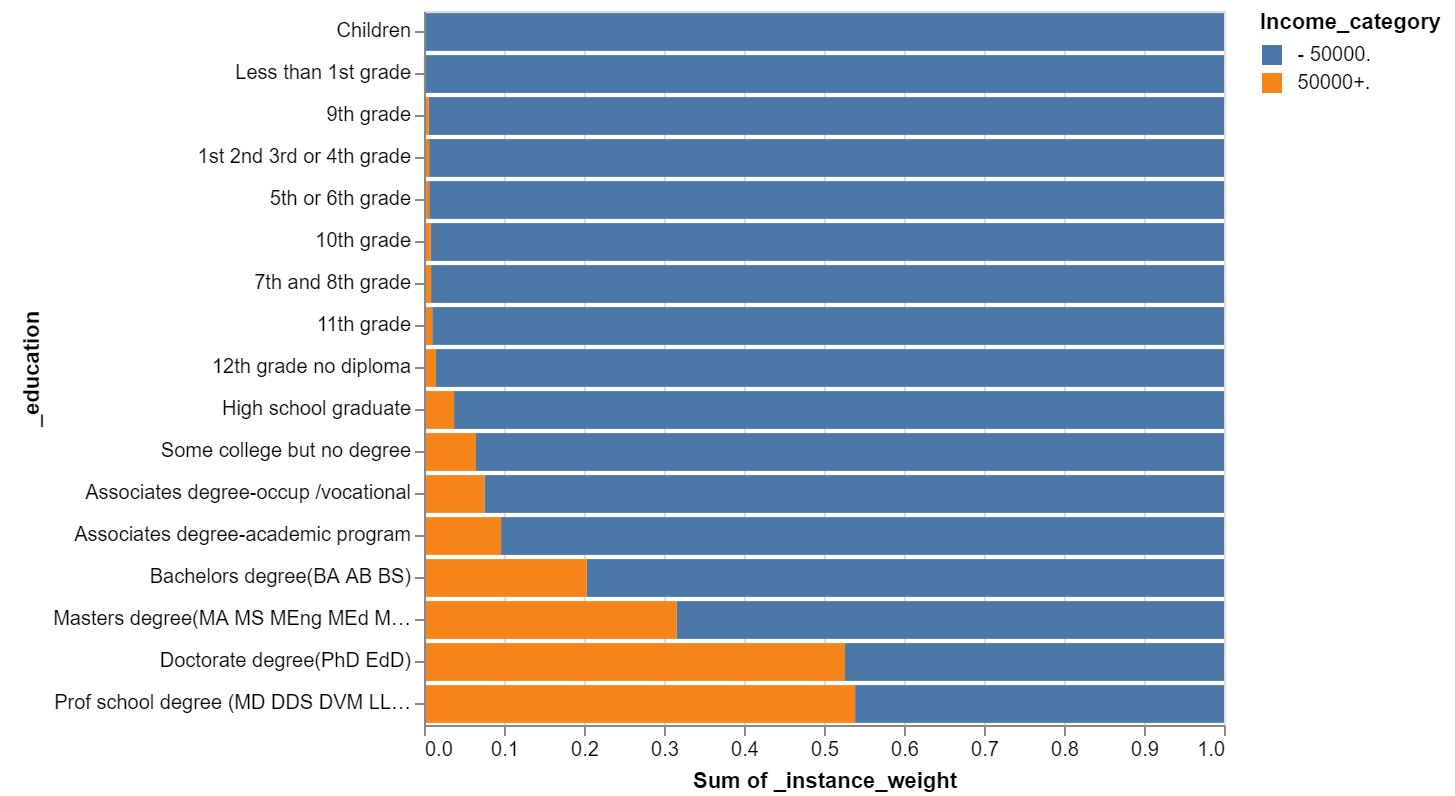 Income_category
- 50000.
50000+.
_education
Children
Less than 1st grade
9th grade
1st 2nd 3rd or 4th grade
5th or 6th grade
10th grade
7th and 8th grade
11th grade
12th grade no diploma
High school graduate
Some college but no degree
Associates degree-occup /vocational
Associates degree-academic program
Bachelors degree(BA AB BS)
Masters degree(MA MS MEng MEd M…
Doctorate degree(PhD EdD)
Prof school degree (MD DDS DVM LL…
0.0 0.1 0.2 0.3 0.4 0.5 0.6 0.7 0.8 0.9 1.0
Sum of _instance_weight